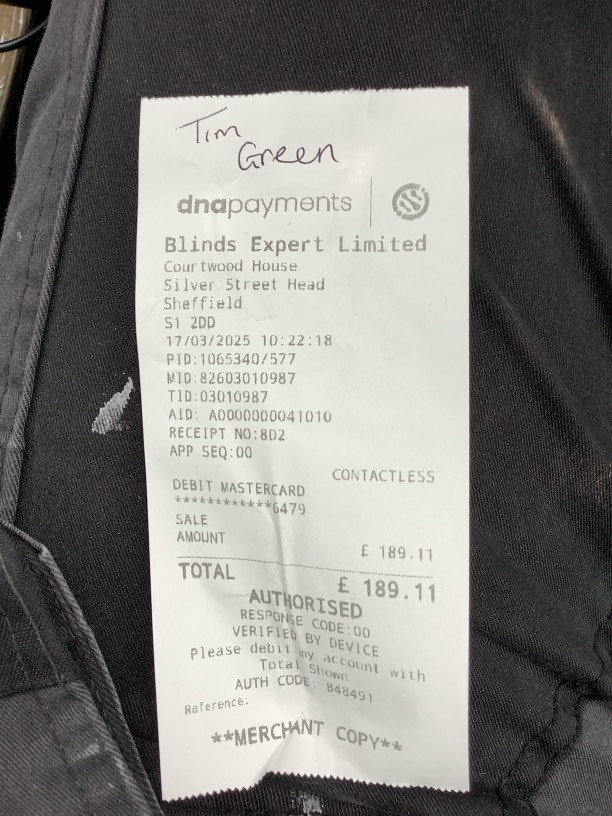 Tim
Green
dnapayments
Blinds Expert Limited
Courtwood House
Silver Street Head
Sheffield
S1 2DD
17/03/2025 10:22:18
PID:1065340/577
MID:82603010987
TID:03010987
AID: A0000000041010
RECEIPT NO:8D2
APP SEQ:00
CONTACTLESS
DEBIT MASTERCARD
************6479
SALE
AMOUNT
£ 189.11
TOTAL £ 189.11
AUTHORISED
RESPONSE CODE:00
VERIFIED BY DEVICE
Please debit my account with
Total Shown
AUTH CODE: 848491
Reference:
**MERCHANT COPY**